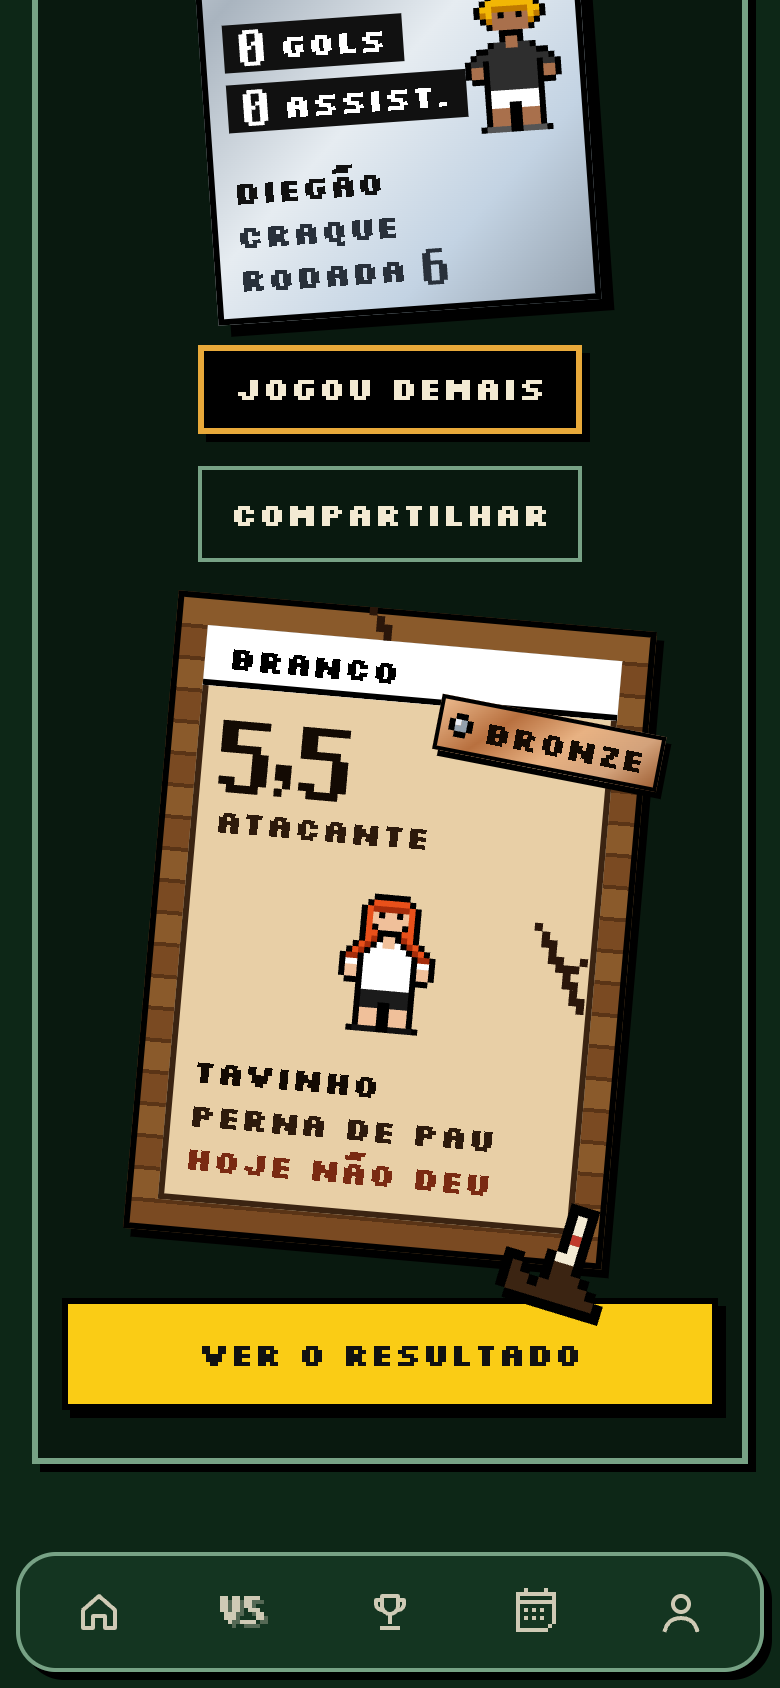 0 GOLS
0 ASSIST.
DIEGÃO
CRAQUE
RODADA 6
JOGOU DEMAIS
COMPARTILHAR
BRANCO
BRONZE
5,5
ATACANTE
TAVINHO
PERNA DE PAU
HOJE NÃO DEU
VER O RESULTADO
VS